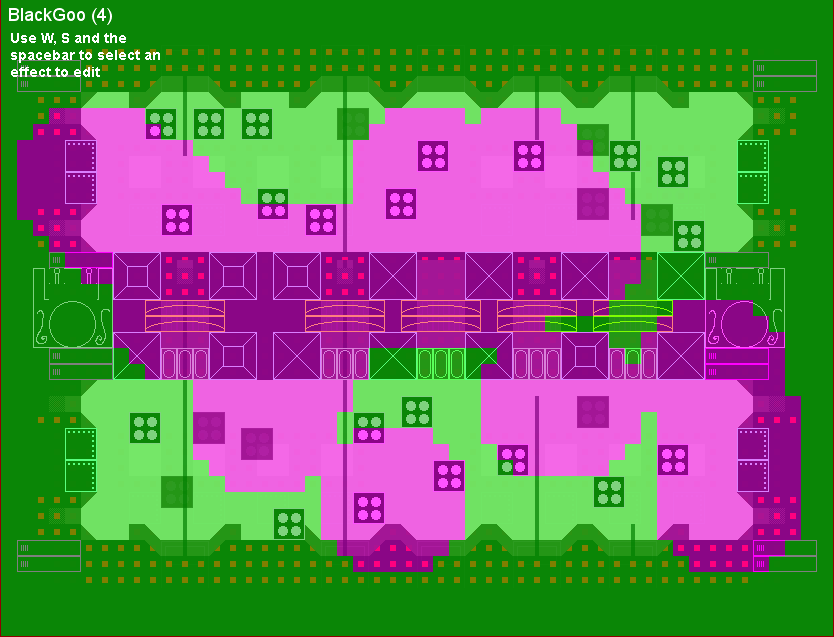 BlackGoo (4)
Use W, S and the
spacebar to select an
effect to edit